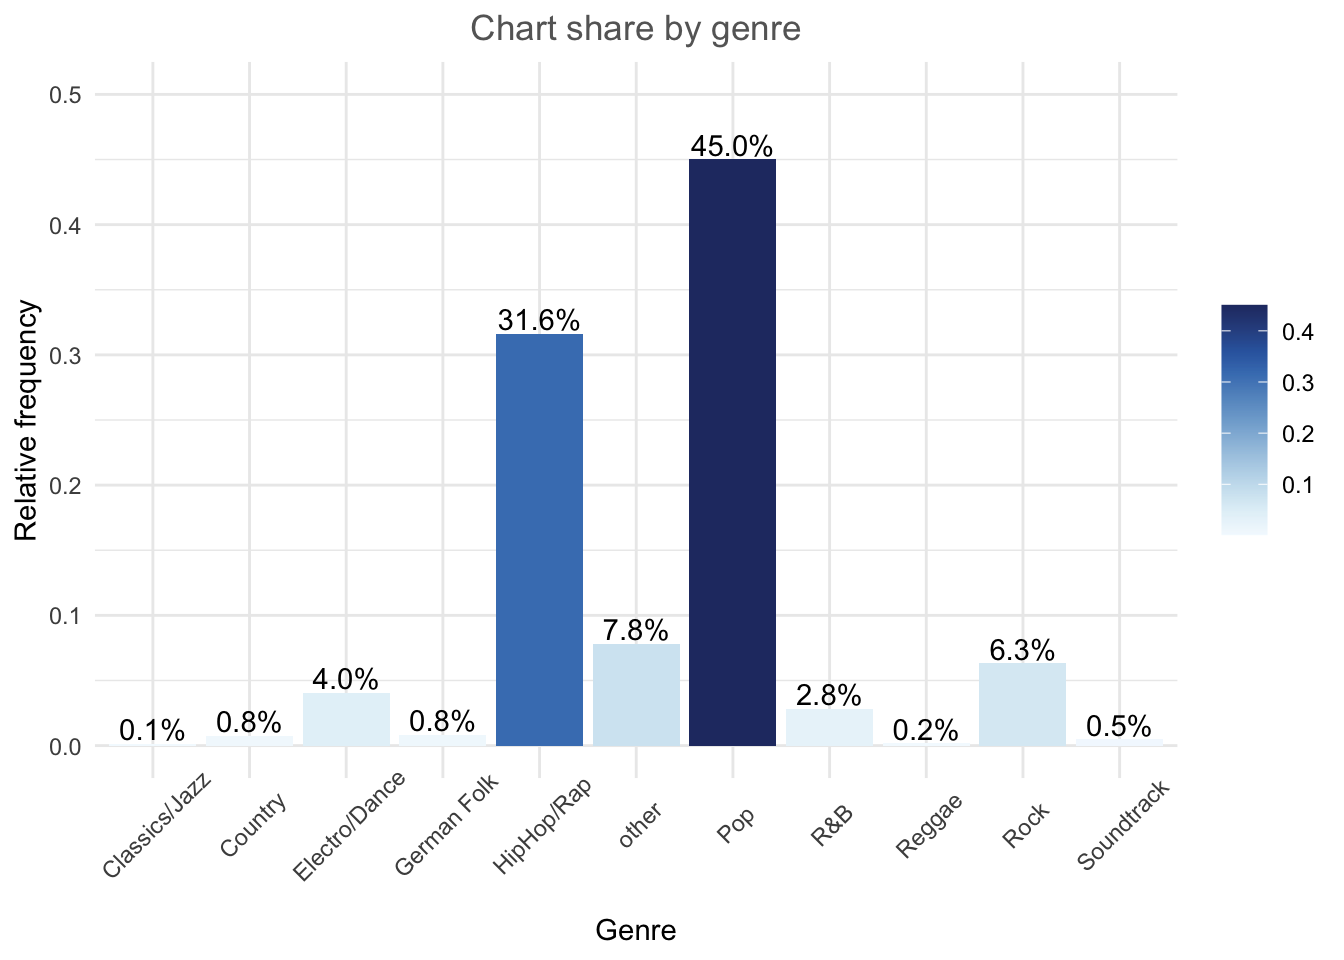 Chart share by genre
Relative frequency
0.5
0.4
0.3
0.2
0.1
0.0
0.1%
0.8%
4.0%
0.8%
31.6%
7.8%
45.0%
2.8%
0.2%
6.3%
0.5%
Classics/Jazz
Country
Electro/Dance
German Folk
HipHop/Rap
other
Pop
R&B
Reggae
Rock
Soundtrack
Genre
0.4
0.3
0.2
0.1